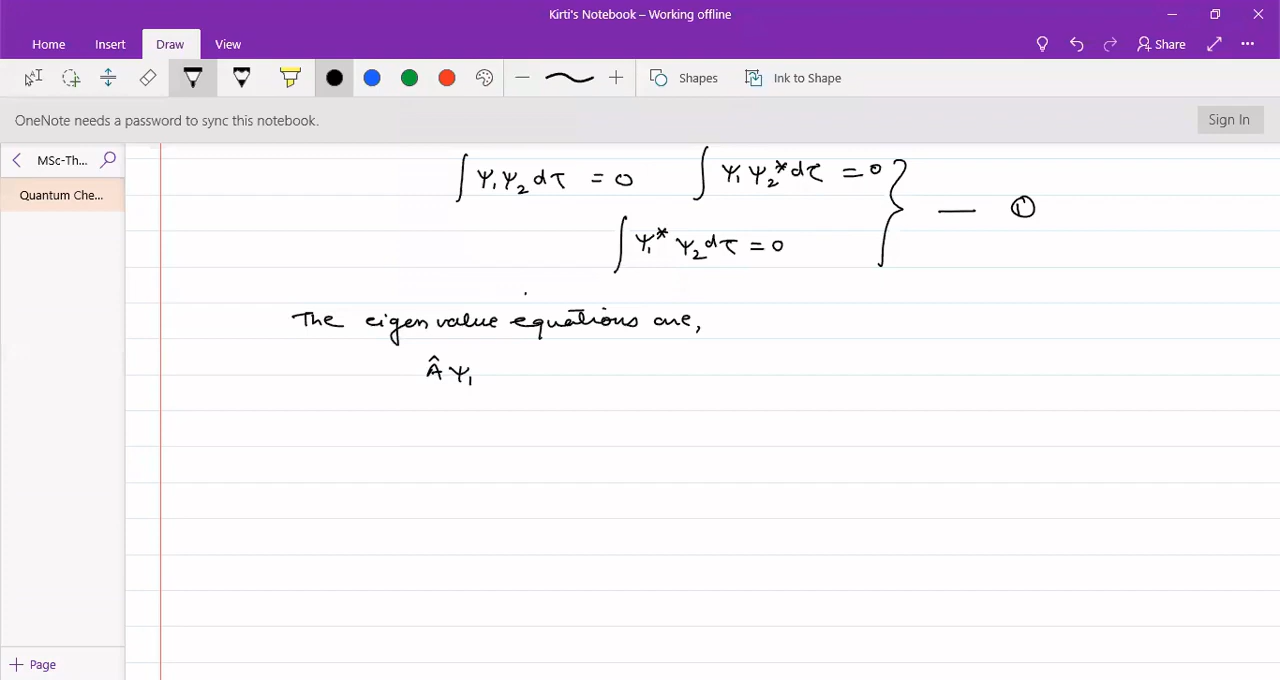 Kirti's Notebook – Working offline
Home Insert Draw View
Share
Shapes Ink to Shape
OneNote needs a password to sync this notebook. Sign In
MSc-Th...
Quantum Che...
∫ψ₁ψ₂dτ = 0 ∫ψ₁ψ₂*dτ = 0 } — ①
∫ψ₁*ψ₂dτ = 0
The eigen value equations are,
Âψ₁
+ Page